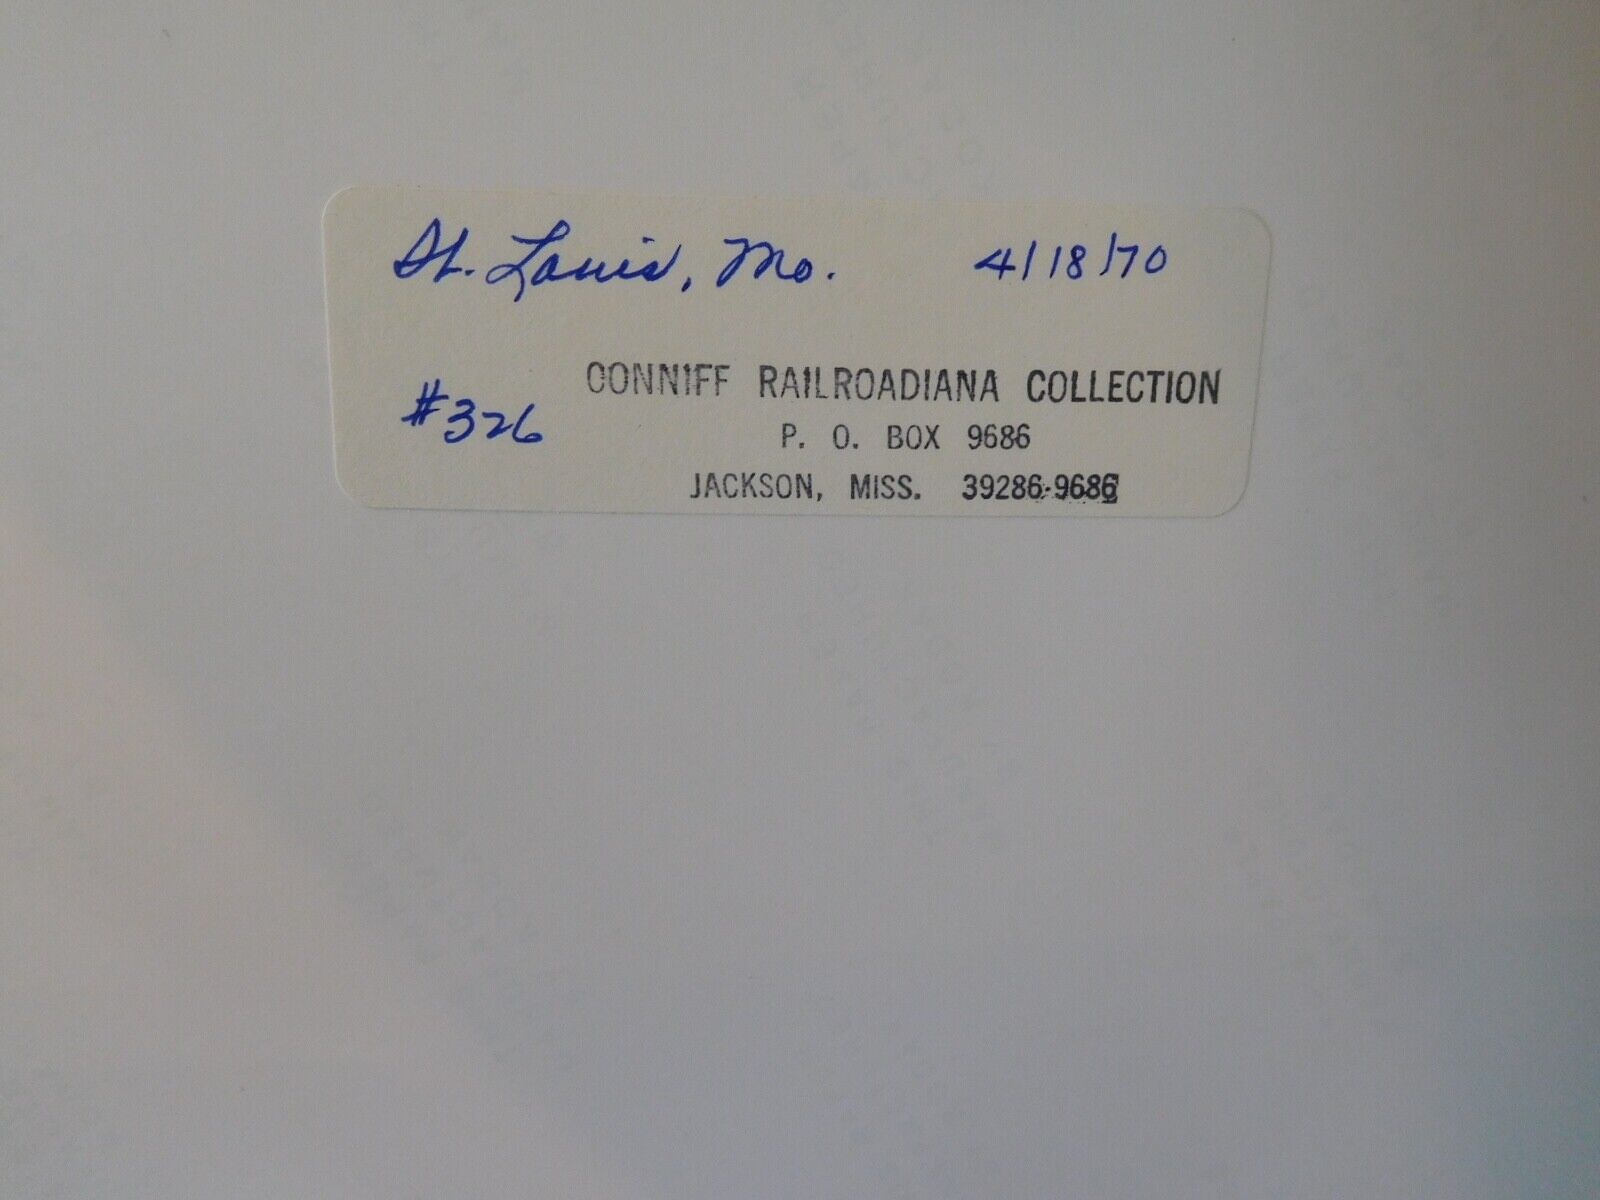 St. Louis, Mo. 4/18/70
#326
CONNIFF RAILROADIANA COLLECTION
P. O. BOX 9686
JACKSON, MISS. 39286-9686